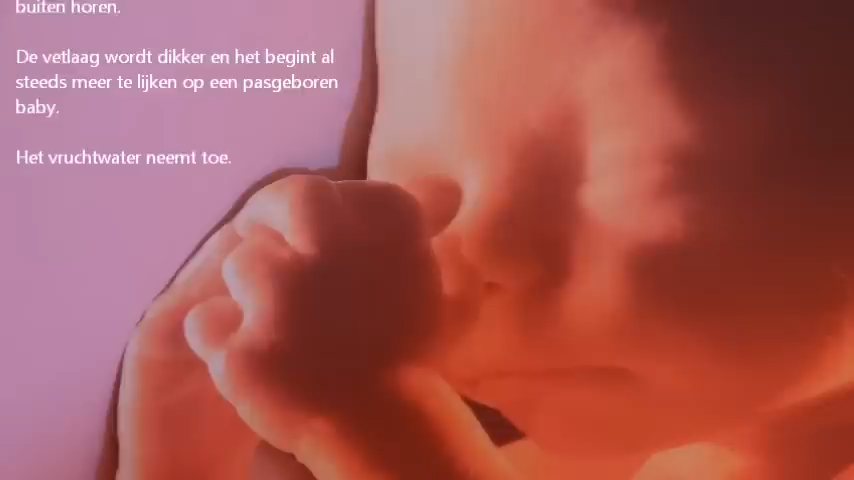 buiten horen.
De vetlaag wordt dikker en het begint al
steeds meer te lijken op een pasgeboren
baby.
Het vruchtwater neemt toe.